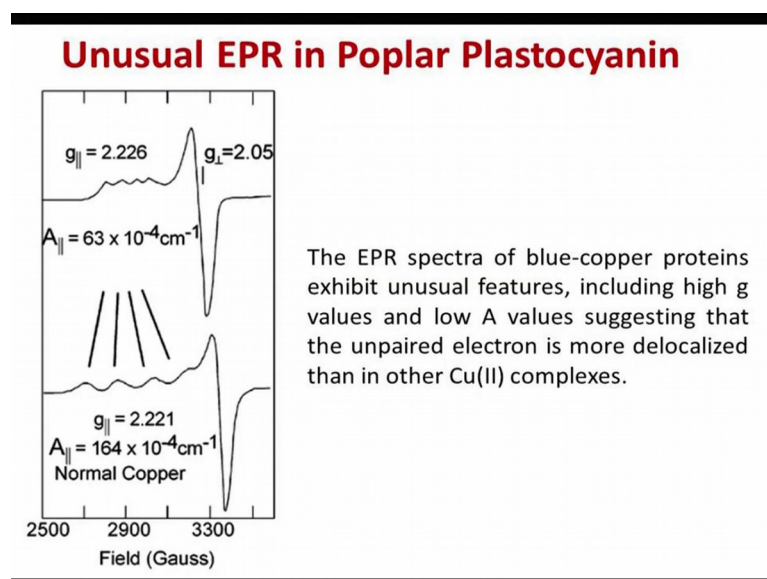 Unusual EPR in Poplar Plastocyanin
g|| = 2.226
g⊥=2.05
A|| = 63 x 10-4cm-1
g|| = 2.221
A|| = 164 x 10-4cm-1
Normal Copper
2500 2900 3300
Field (Gauss)
The EPR spectra of blue-copper proteins
exhibit unusual features, including high g
values and low A values suggesting that
the unpaired electron is more delocalized
than in other Cu(II) complexes.